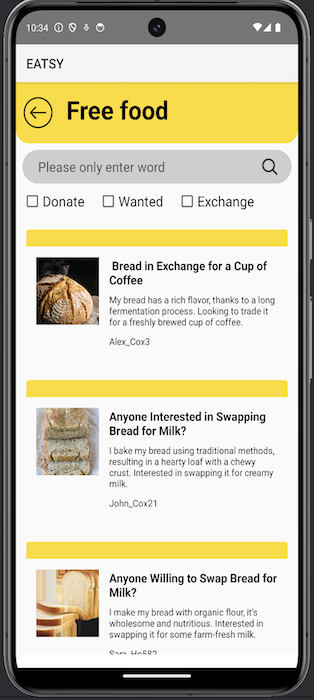 10:34
EATSY
Free food
Please only enter word
Donate Wanted Exchange
Bread in Exchange for a Cup of
Coffee
My bread has a rich flavor, thanks to a long
fermentation process. Looking to trade it
for a freshly brewed cup of coffee.
Alex_Cox3
Anyone Interested in Swapping
Bread for Milk?
I bake my bread using traditional methods,
resulting in a hearty loaf with a chewy
crust. Interested in swapping it for creamy
milk.
John_Cox21
Anyone Willing to Swap Bread for
Milk?
I make my bread with organic flour, it's
wholesome and nutritious. Interested in
swapping it for some farm-fresh milk.
Sara_Ho582